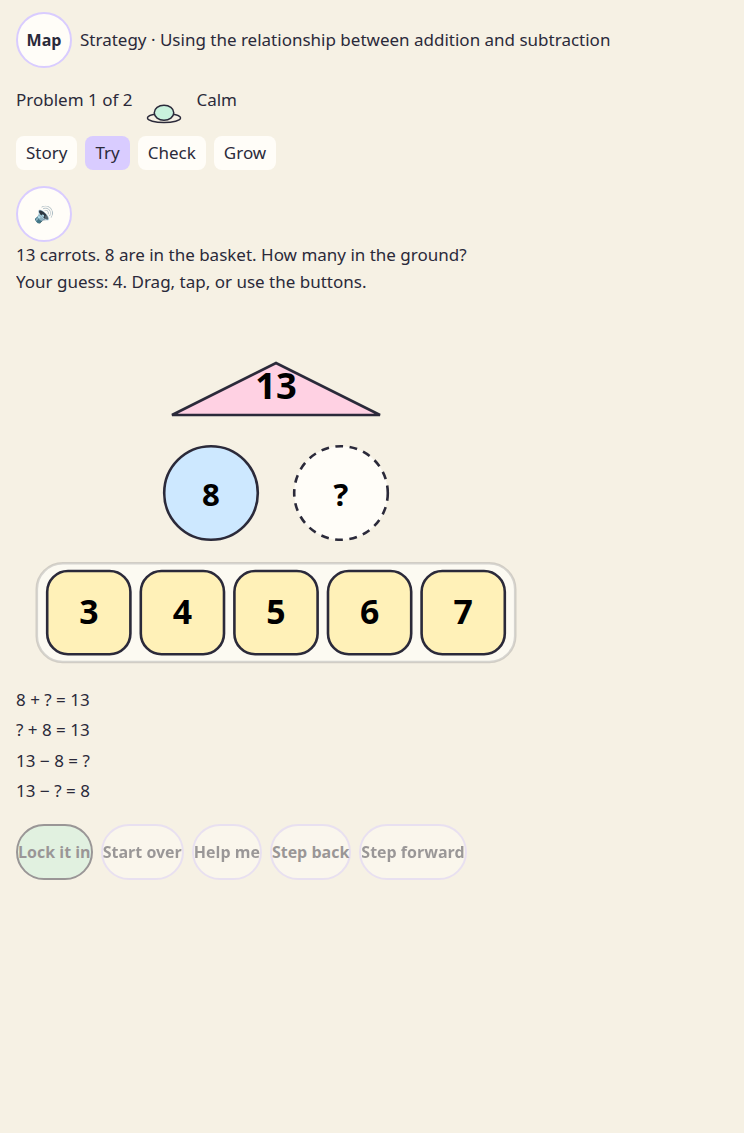 Map
Strategy · Using the relationship between addition and subtraction
Problem 1 of 2
Calm
Story
Try
Check
Grow
13 carrots. 8 are in the basket. How many in the ground?
Your guess: 4. Drag, tap, or use the buttons.
13
8
?
3
4
5
6
7
8 + ? = 13
? + 8 = 13
13 − 8 = ?
13 − ? = 8
Lock it in
Start over
Help me
Step back
Step forward